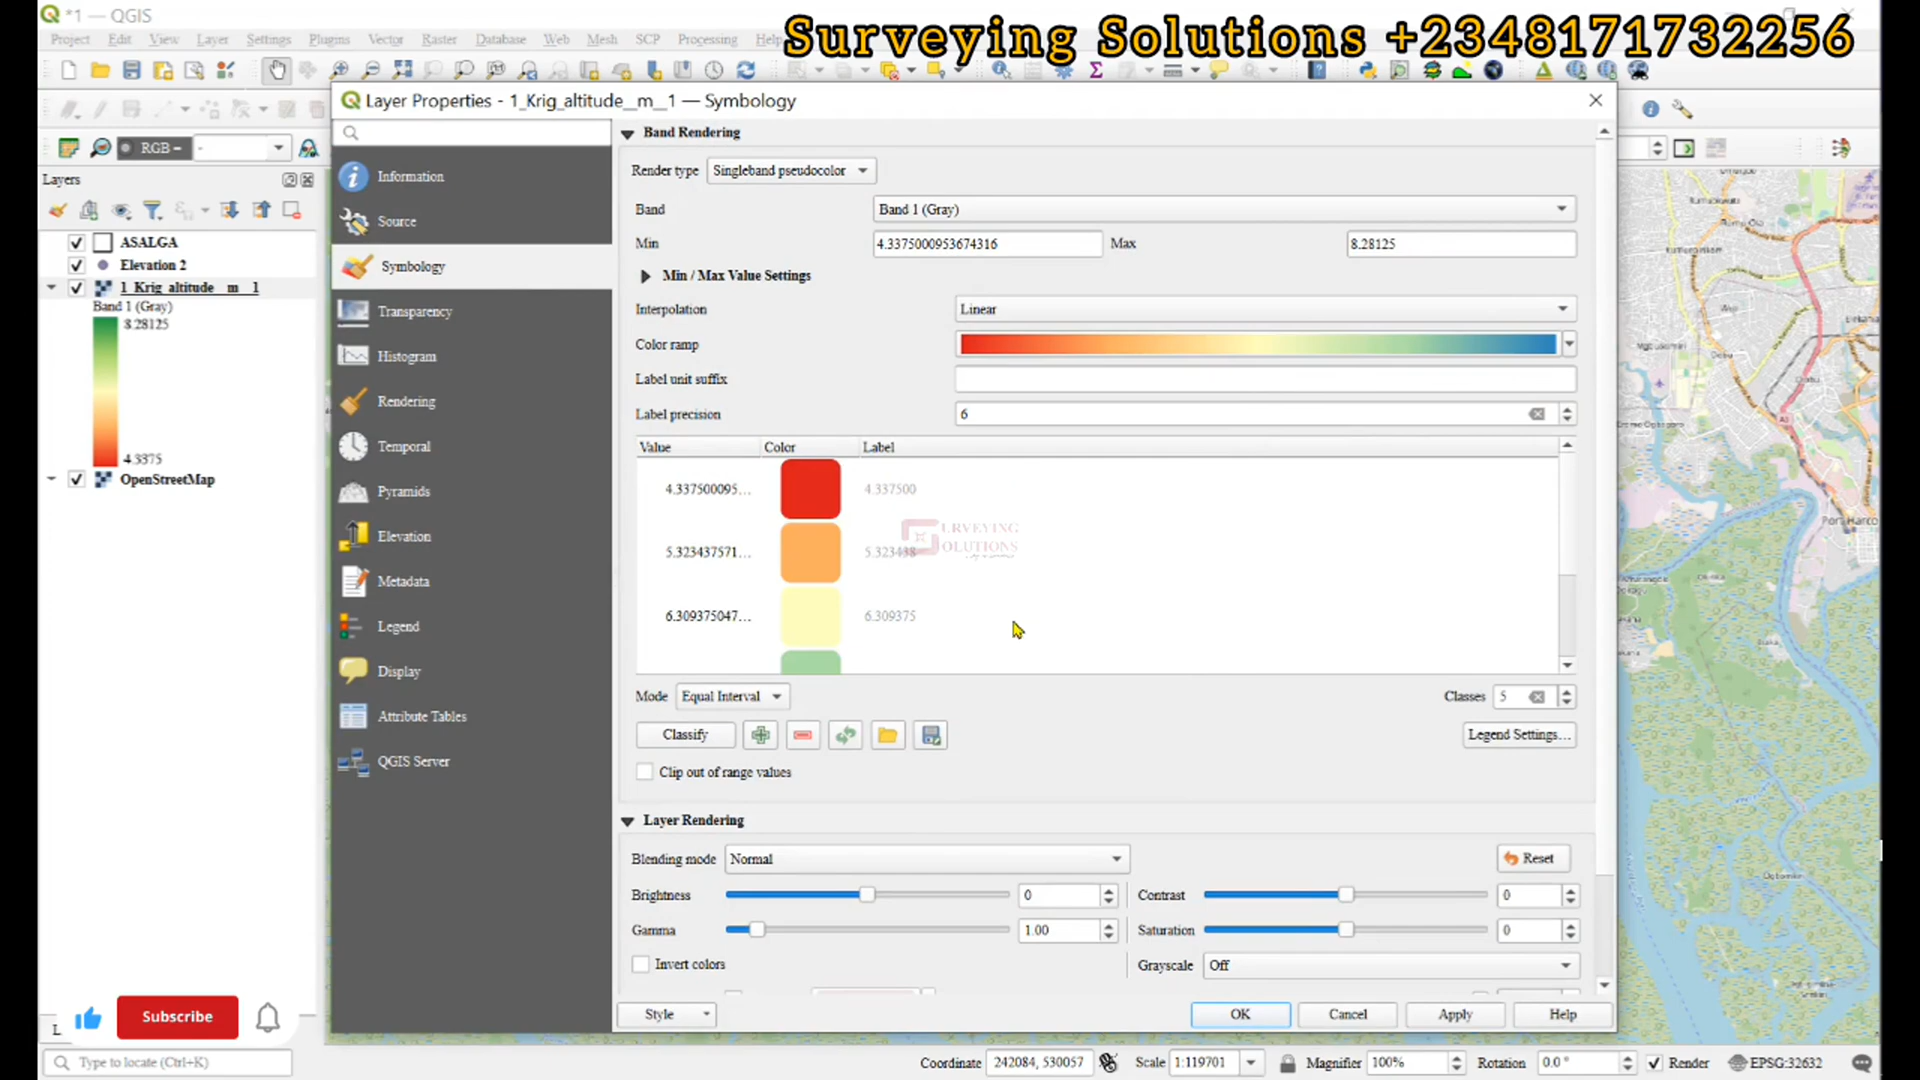 *1 — QGIS
Surveying Solutions +2348171732256
Project Edit View Layer Settings Plugins Vector Raster Database Web Mesh SCP Processing Help
Layer Properties - 1_Krig_altitude__m__1 — Symbology
RGB
Layers
ASALGA
Elevation 2
1_Krig_altitude__m__1
Band 1 (Gray)
8.28125
4.3375
OpenStreetMap
Information
Source
Symbology
Transparency
Histogram
Rendering
Temporal
Pyramids
Elevation
Metadata
Legend
Display
Attribute Tables
QGIS Server
Band Rendering
Render type Singleband pseudocolor
Band Band 1 (Gray)
Min 4.3375000953674316 Max 8.28125
Min / Max Value Settings
Interpolation Linear
Color ramp
Label unit suffix
Label precision 6
Value Color Label
4.337500095... 4.337500
5.323437571... 5.323438
6.309375047... 6.309375
URVEYING
OLUTIONS
Mode Equal Interval Classes 5
Classify Legend Settings...
Clip out of range values
Layer Rendering
Blending mode Normal Reset
Brightness 0 Contrast 0
Gamma 1.00 Saturation 0
Invert colors Grayscale Off
Style OK Cancel Apply Help
Subscribe
Type to locate (Ctrl+K) Coordinate 242084, 530057 Scale 1:119701 Magnifier 100% Rotation 0.0 ° Render EPSG:32632
Port Harco